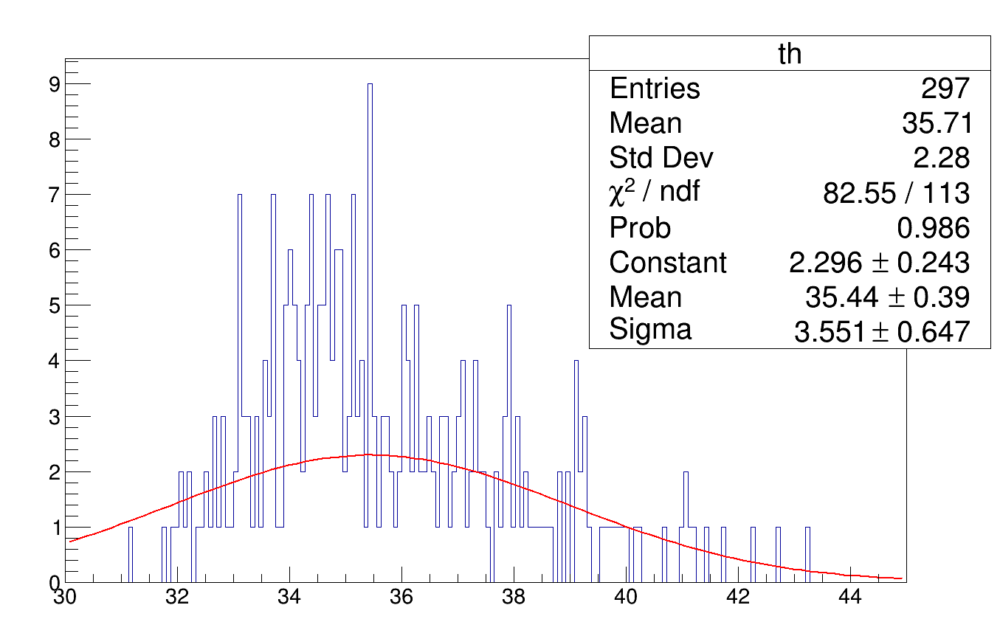 th
Entries 297
Mean 35.71
Std Dev 2.28
χ² / ndf 82.55 / 113
Prob 0.986
Constant 2.296 ± 0.243
Mean 35.44 ± 0.39
Sigma 3.551 ± 0.647
9
8
7
6
5
4
3
2
1
0
30 32 34 36 38 40 42 44